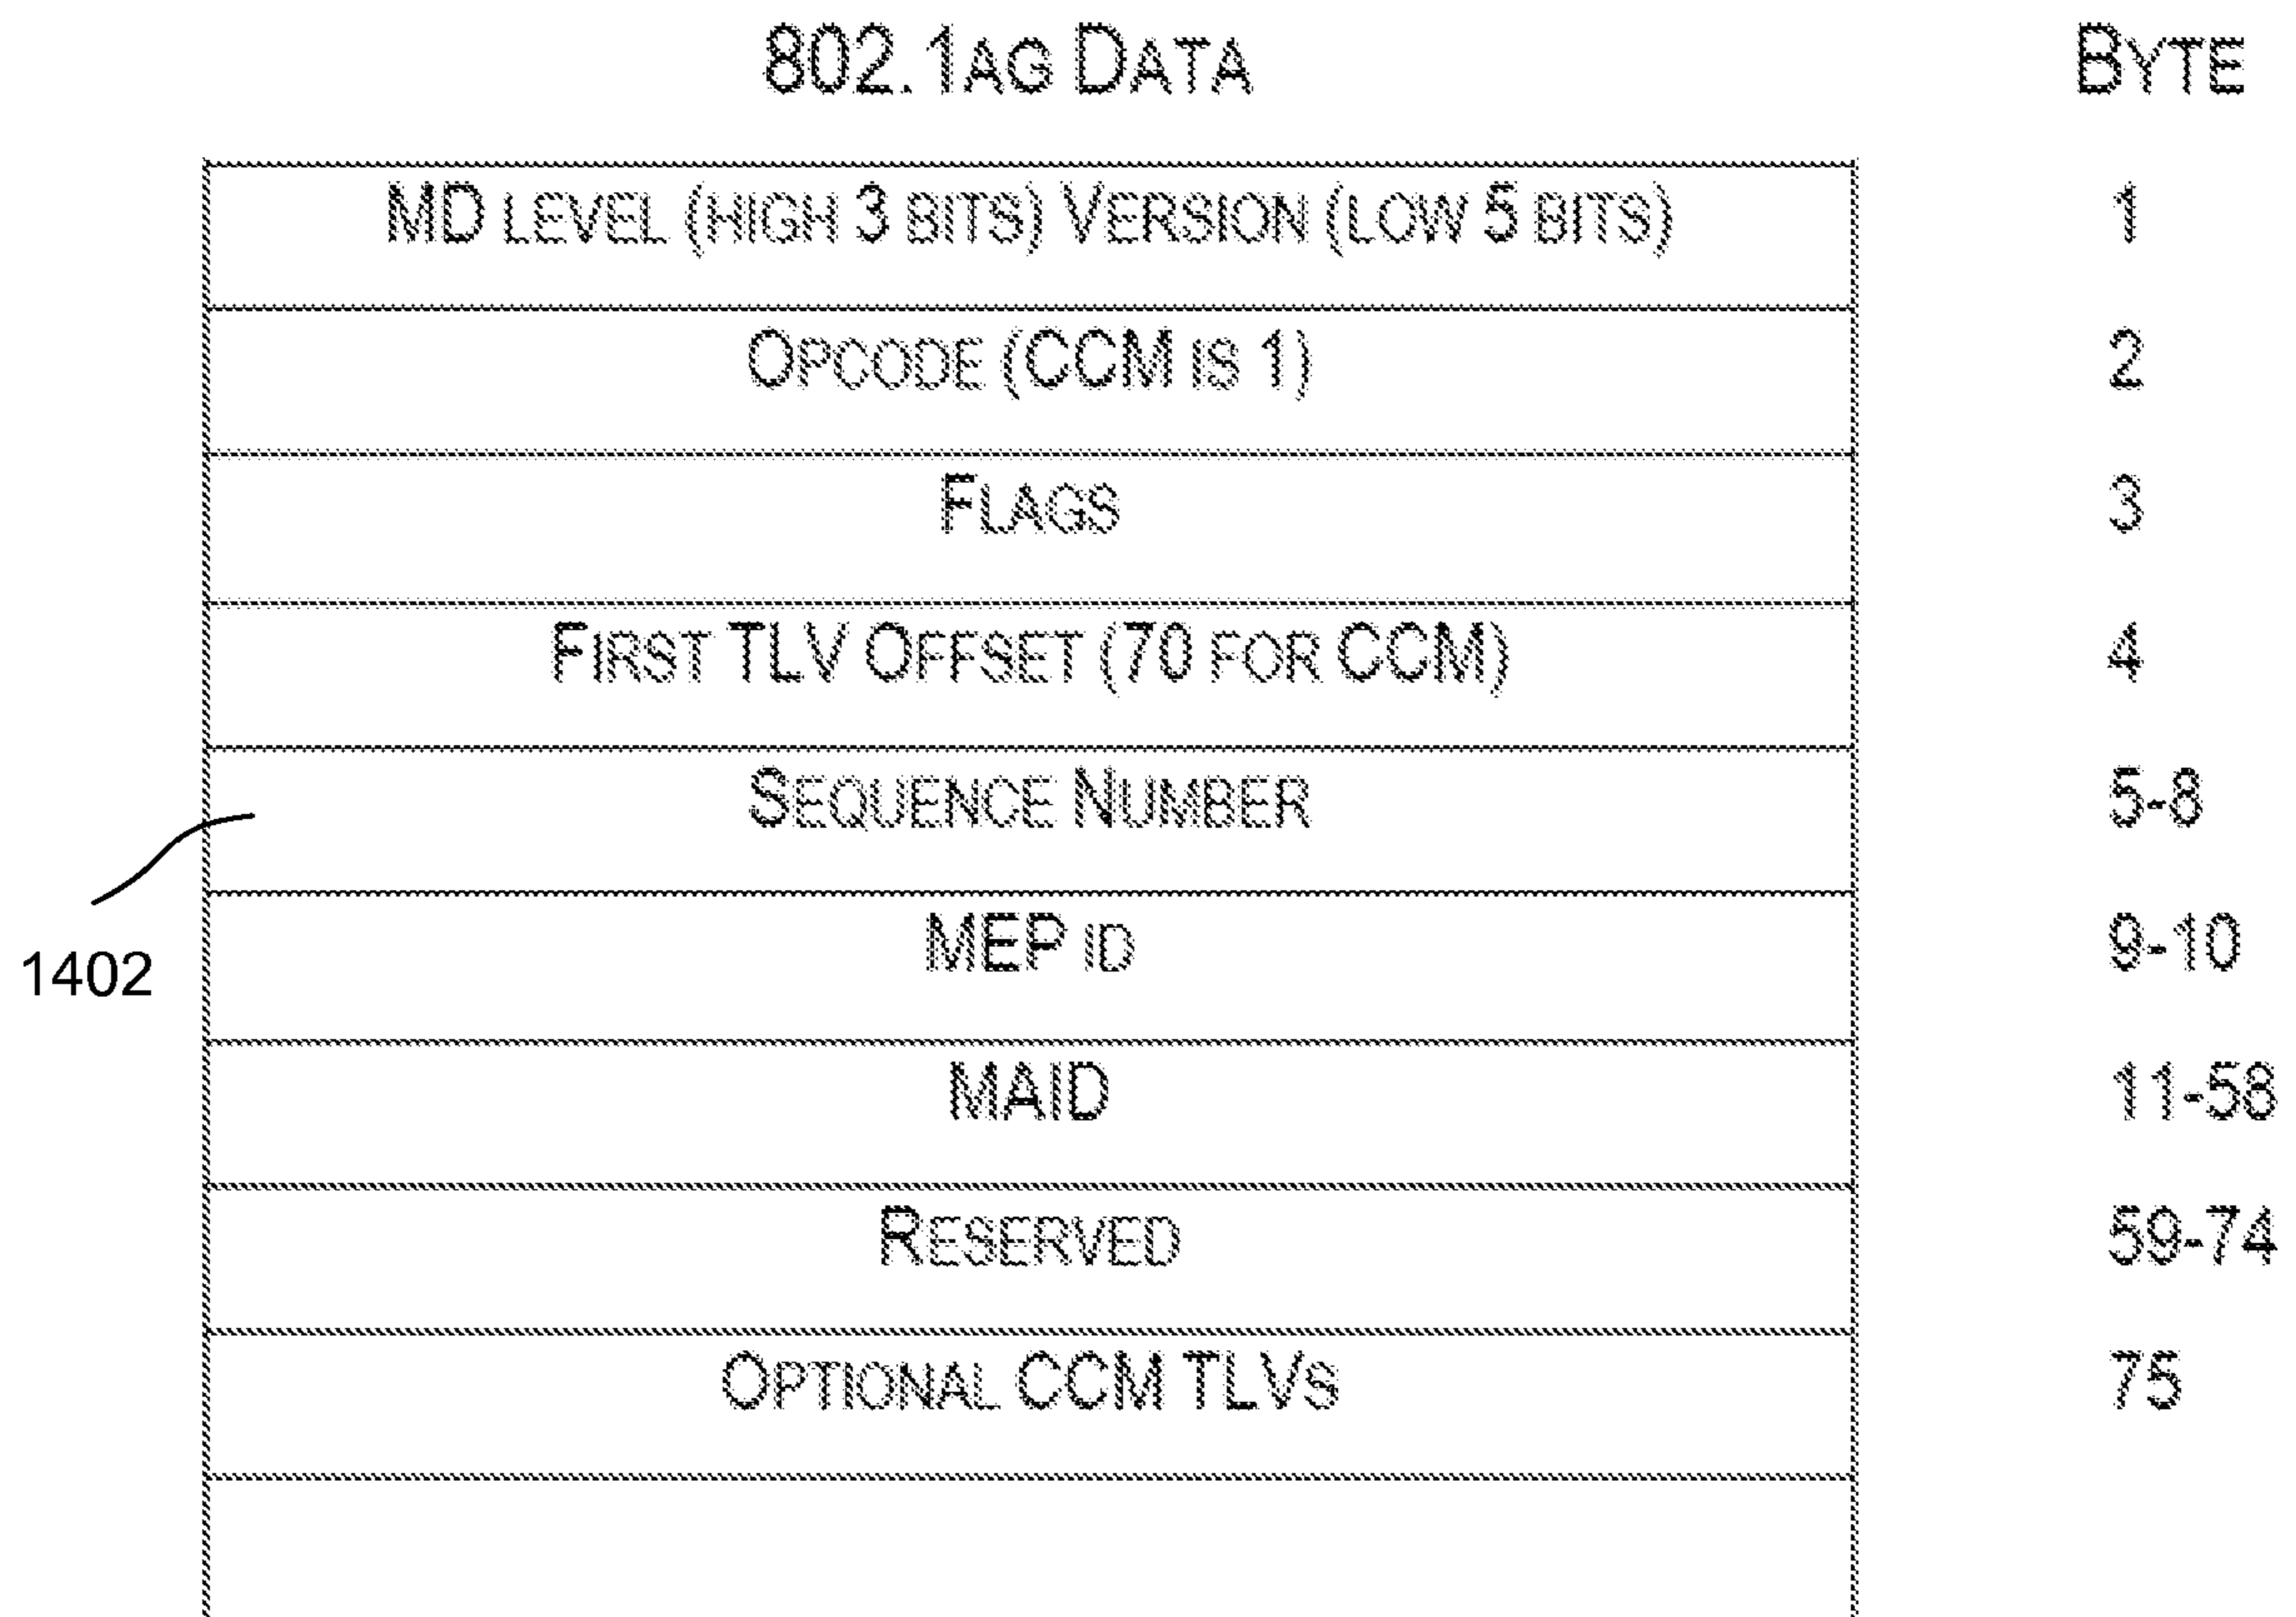 802.1AG DATA BYTE
MD LEVEL (HIGH 3 BITS) VERSION (LOW 5 BITS) 1
OPCODE (CCM IS 1) 2
FLAGS 3
FIRST TLV OFFSET (70 FOR CCM) 4
SEQUENCE NUMBER 5-8
MEP ID 9-10
1402
MAID 11-58
RESERVED 59-74
OPTIONAL CCM TLVS 75